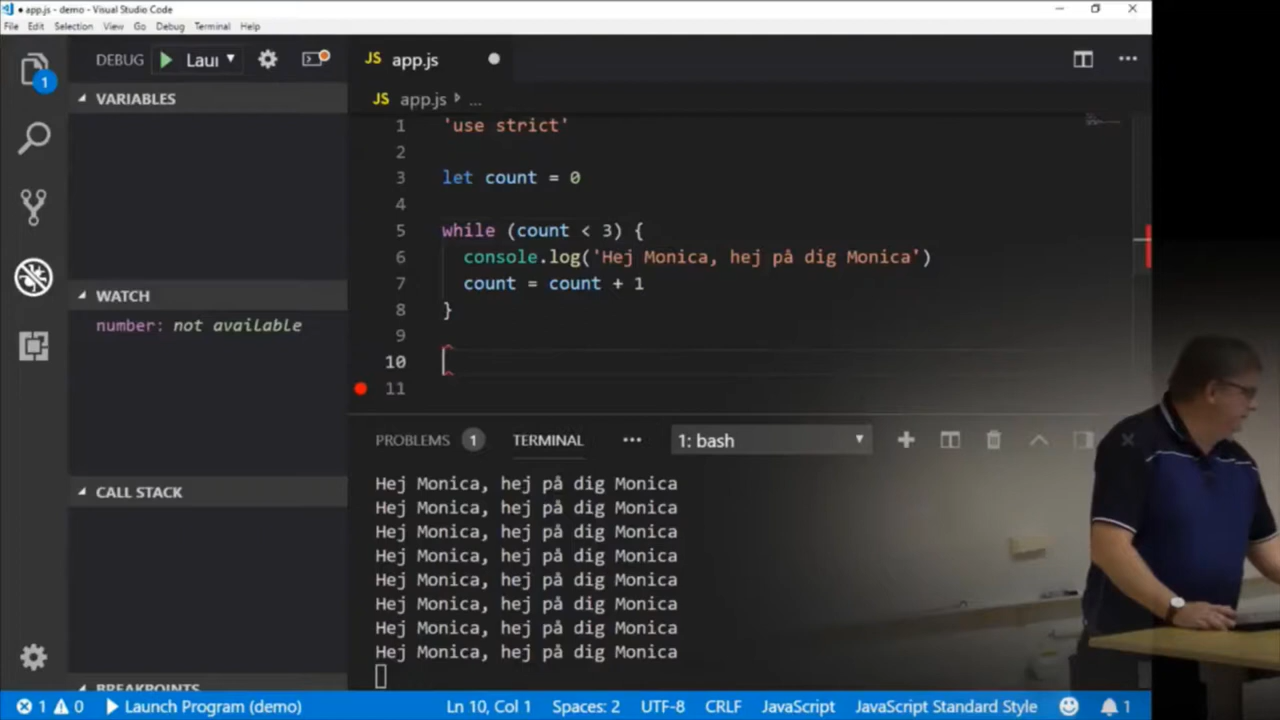 ● app.js - demo - Visual Studio Code
File Edit Selection View Go Debug Terminal Help
DEBUG Laur
JS app.js
1
VARIABLES
JS app.js ...
1 'use strict'
2
3 let count = 0
4
5 while (count < 3) {
6 console.log('Hej Monica, hej på dig Monica')
7 count = count + 1
8 }
9
10
11
WATCH
number: not available
CALL STACK
BREAKPOINTS
PROBLEMS 1 TERMINAL ... 1: bash
Hej Monica, hej på dig Monica
Hej Monica, hej på dig Monica
Hej Monica, hej på dig Monica
Hej Monica, hej på dig Monica
Hej Monica, hej på dig Monica
Hej Monica, hej på dig Monica
Hej Monica, hej på dig Monica
Hej Monica, hej på dig Monica
1 0 Launch Program (demo) Ln 10, Col 1 Spaces: 2 UTF-8 CRLF JavaScript JavaScript Standard Style 1